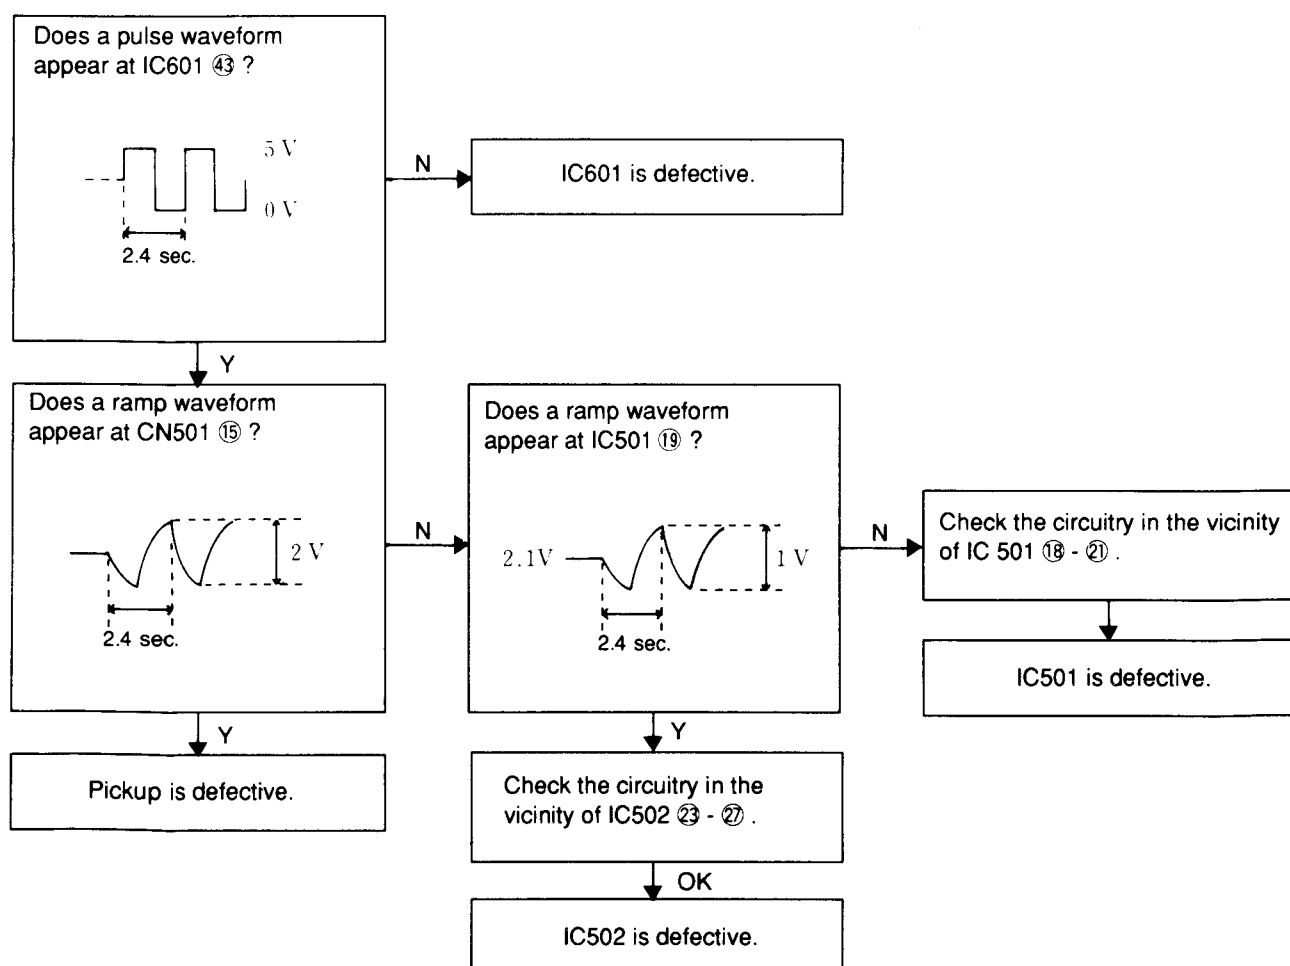 Does a pulse waveform
appear at IC601 ㊸ ?
5 V
0 V
2.4 sec.
N
IC601 is defective.
Y
Does a ramp waveform
appear at CN501 ⑮ ?
2 V
2.4 sec.
N
Does a ramp waveform
appear at IC501 ⑲ ?
2.1V
1 V
2.4 sec.
N
Check the circuitry in the vicinity
of IC 501 ⑱ - ㉑ .
IC501 is defective.
Y
Pickup is defective.
Y
Check the circuitry in the
vicinity of IC502 ㉓ - ㉗ .
OK
IC502 is defective.